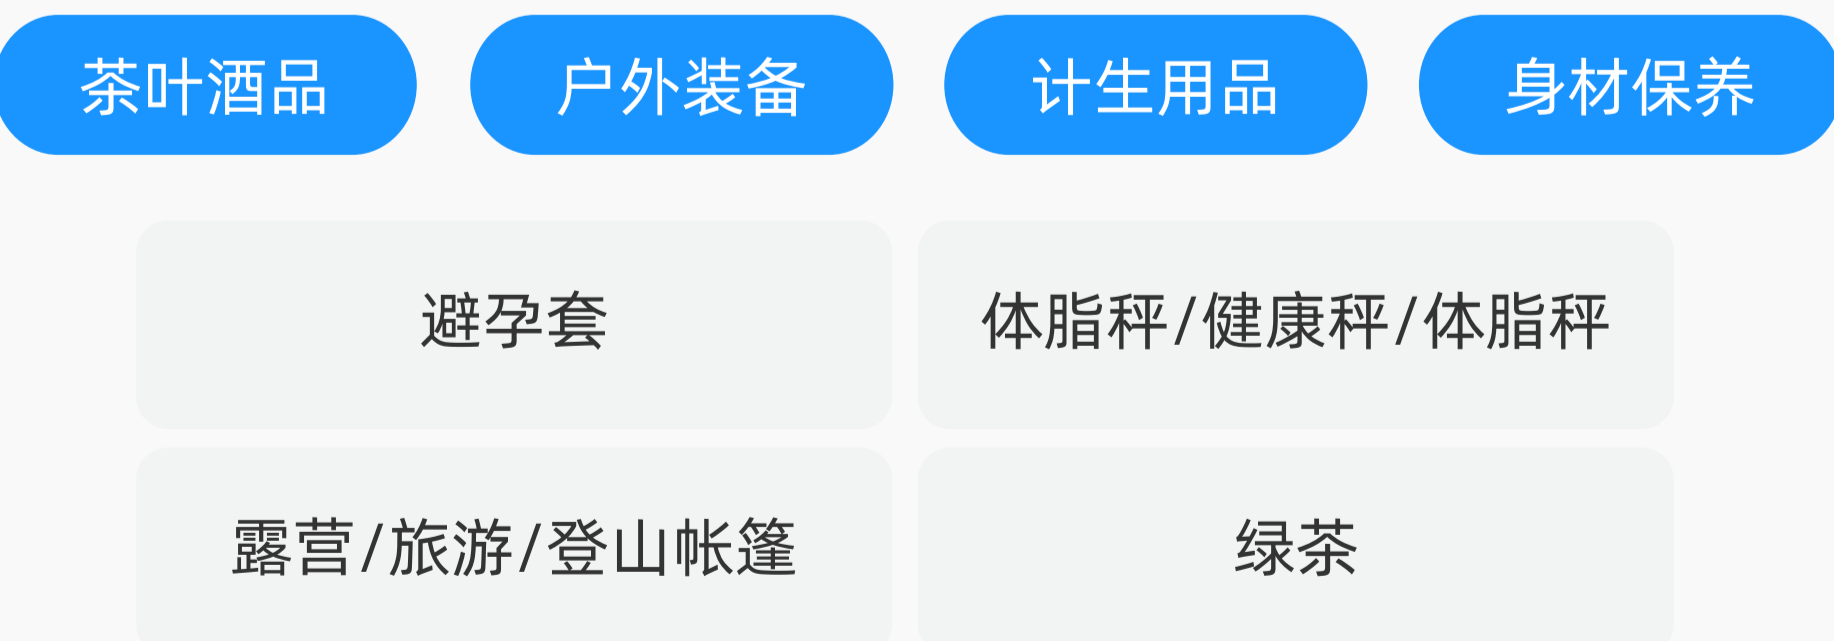 茶叶酒品 户外装备 计生用品 身材保养
避孕套 体脂秤/健康秤/体脂秤
露营/旅游/登山帐篷 绿茶